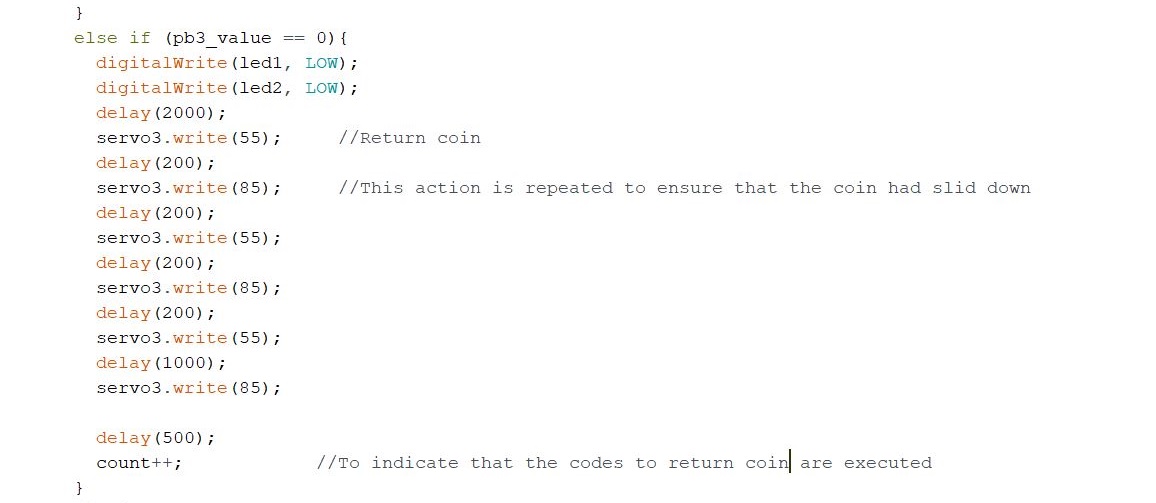 }
else if (pb3_value == 0){
digitalWrite(led1, LOW);
digitalWrite(led2, LOW);
delay(2000);
servo3.write(55); //Return coin
delay(200);
servo3.write(85); //This action is repeated to ensure that the coin had slid down
delay(200);
servo3.write(55);
delay(200);
servo3.write(85);
delay(200);
servo3.write(55);
delay(1000);
servo3.write(85);
delay(500);
count++; //To indicate that the codes to return coin are executed
}